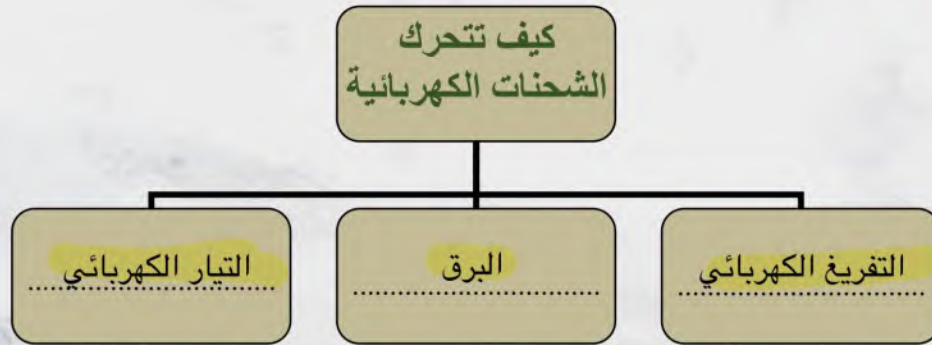 كيف تتحرك
الشحنات الكهربائية
التفريغ الكهربائي
البرق
التيار الكهربائي